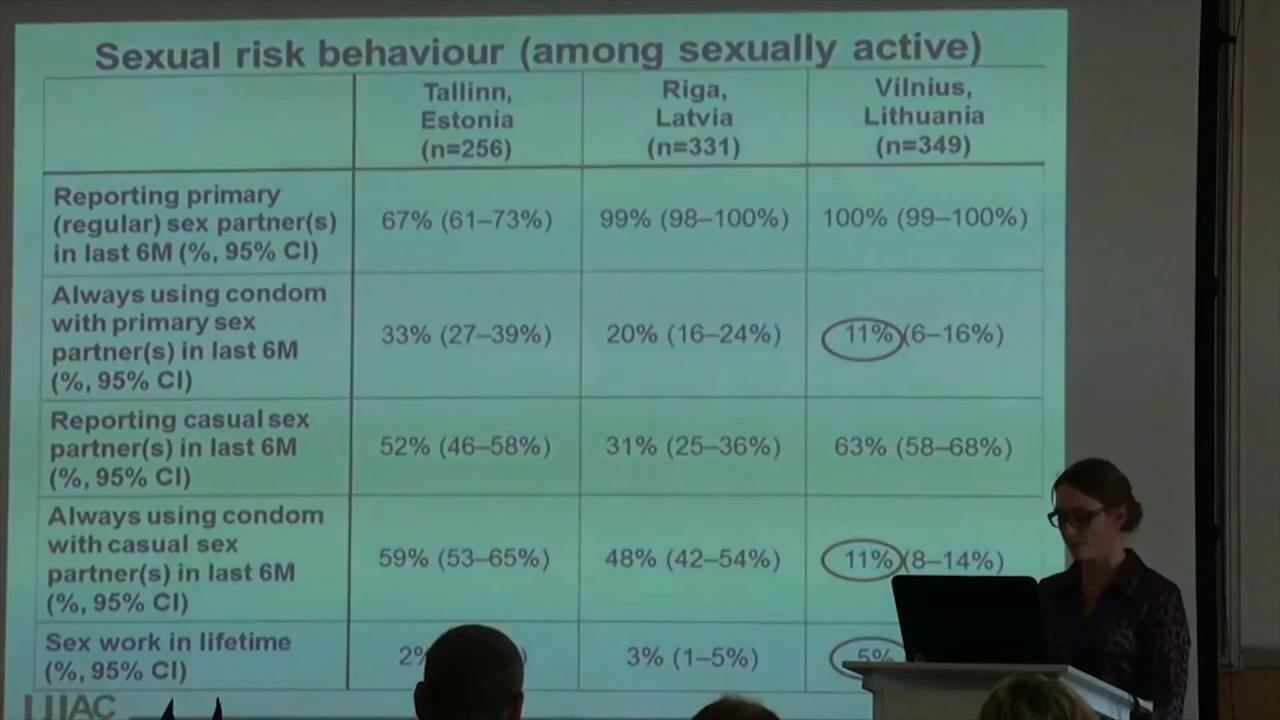 Sexual risk behaviour (among sexually active)
Tallinn,
Estonia
(n=256)
Riga,
Latvia
(n=331)
Vilnius,
Lithuania
(n=349)
Reporting primary
(regular) sex partner(s)
in last 6M (%, 95% CI)
67% (61–73%)
99% (98–100%)
100% (99–100%)
Always using condom
with primary sex
partner(s) in last 6M
(%, 95% CI)
33% (27–39%)
20% (16–24%)
11% (6–16%)
Reporting casual sex
partner(s) in last 6M
(%, 95% CI)
52% (46–58%)
31% (25–36%)
63% (58–68%)
Always using condom
with casual sex
partner(s) in last 6M
(%, 95% CI)
59% (53–65%)
48% (42–54%)
11% (8–14%)
Sex work in lifetime
(%, 95% CI)
2%
3% (1–5%)
5%